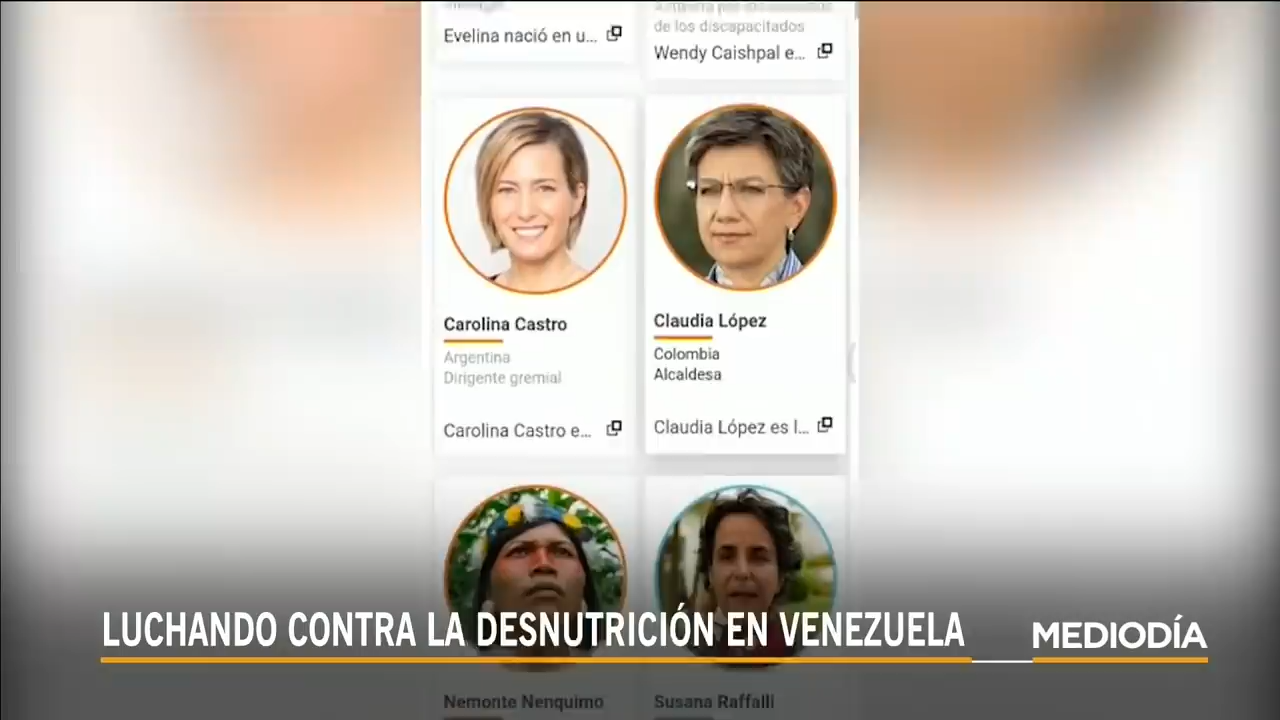 de los discapacitados
Evelina nació en u...
Wendy Caishpal e...
Carolina Castro
Argentina
Dirigente gremial
Carolina Castro e...
Claudia López
Colombia
Alcaldesa
Claudia López es l...
LUCHANDO CONTRA LA DESNUTRICIÓN EN VENEZUELA
MEDIODÍA
Nemonte Nenquimo
Susana Raffalli